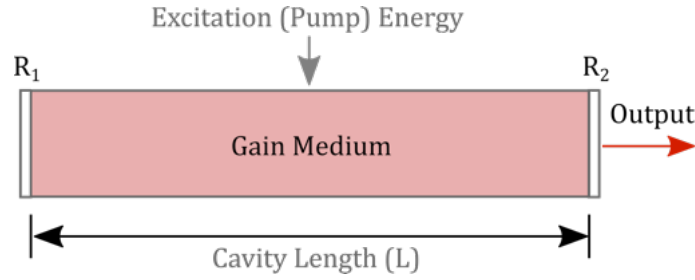 Excitation (Pump) Energy
R₁
R₂
Output
Gain Medium
Cavity Length (L)